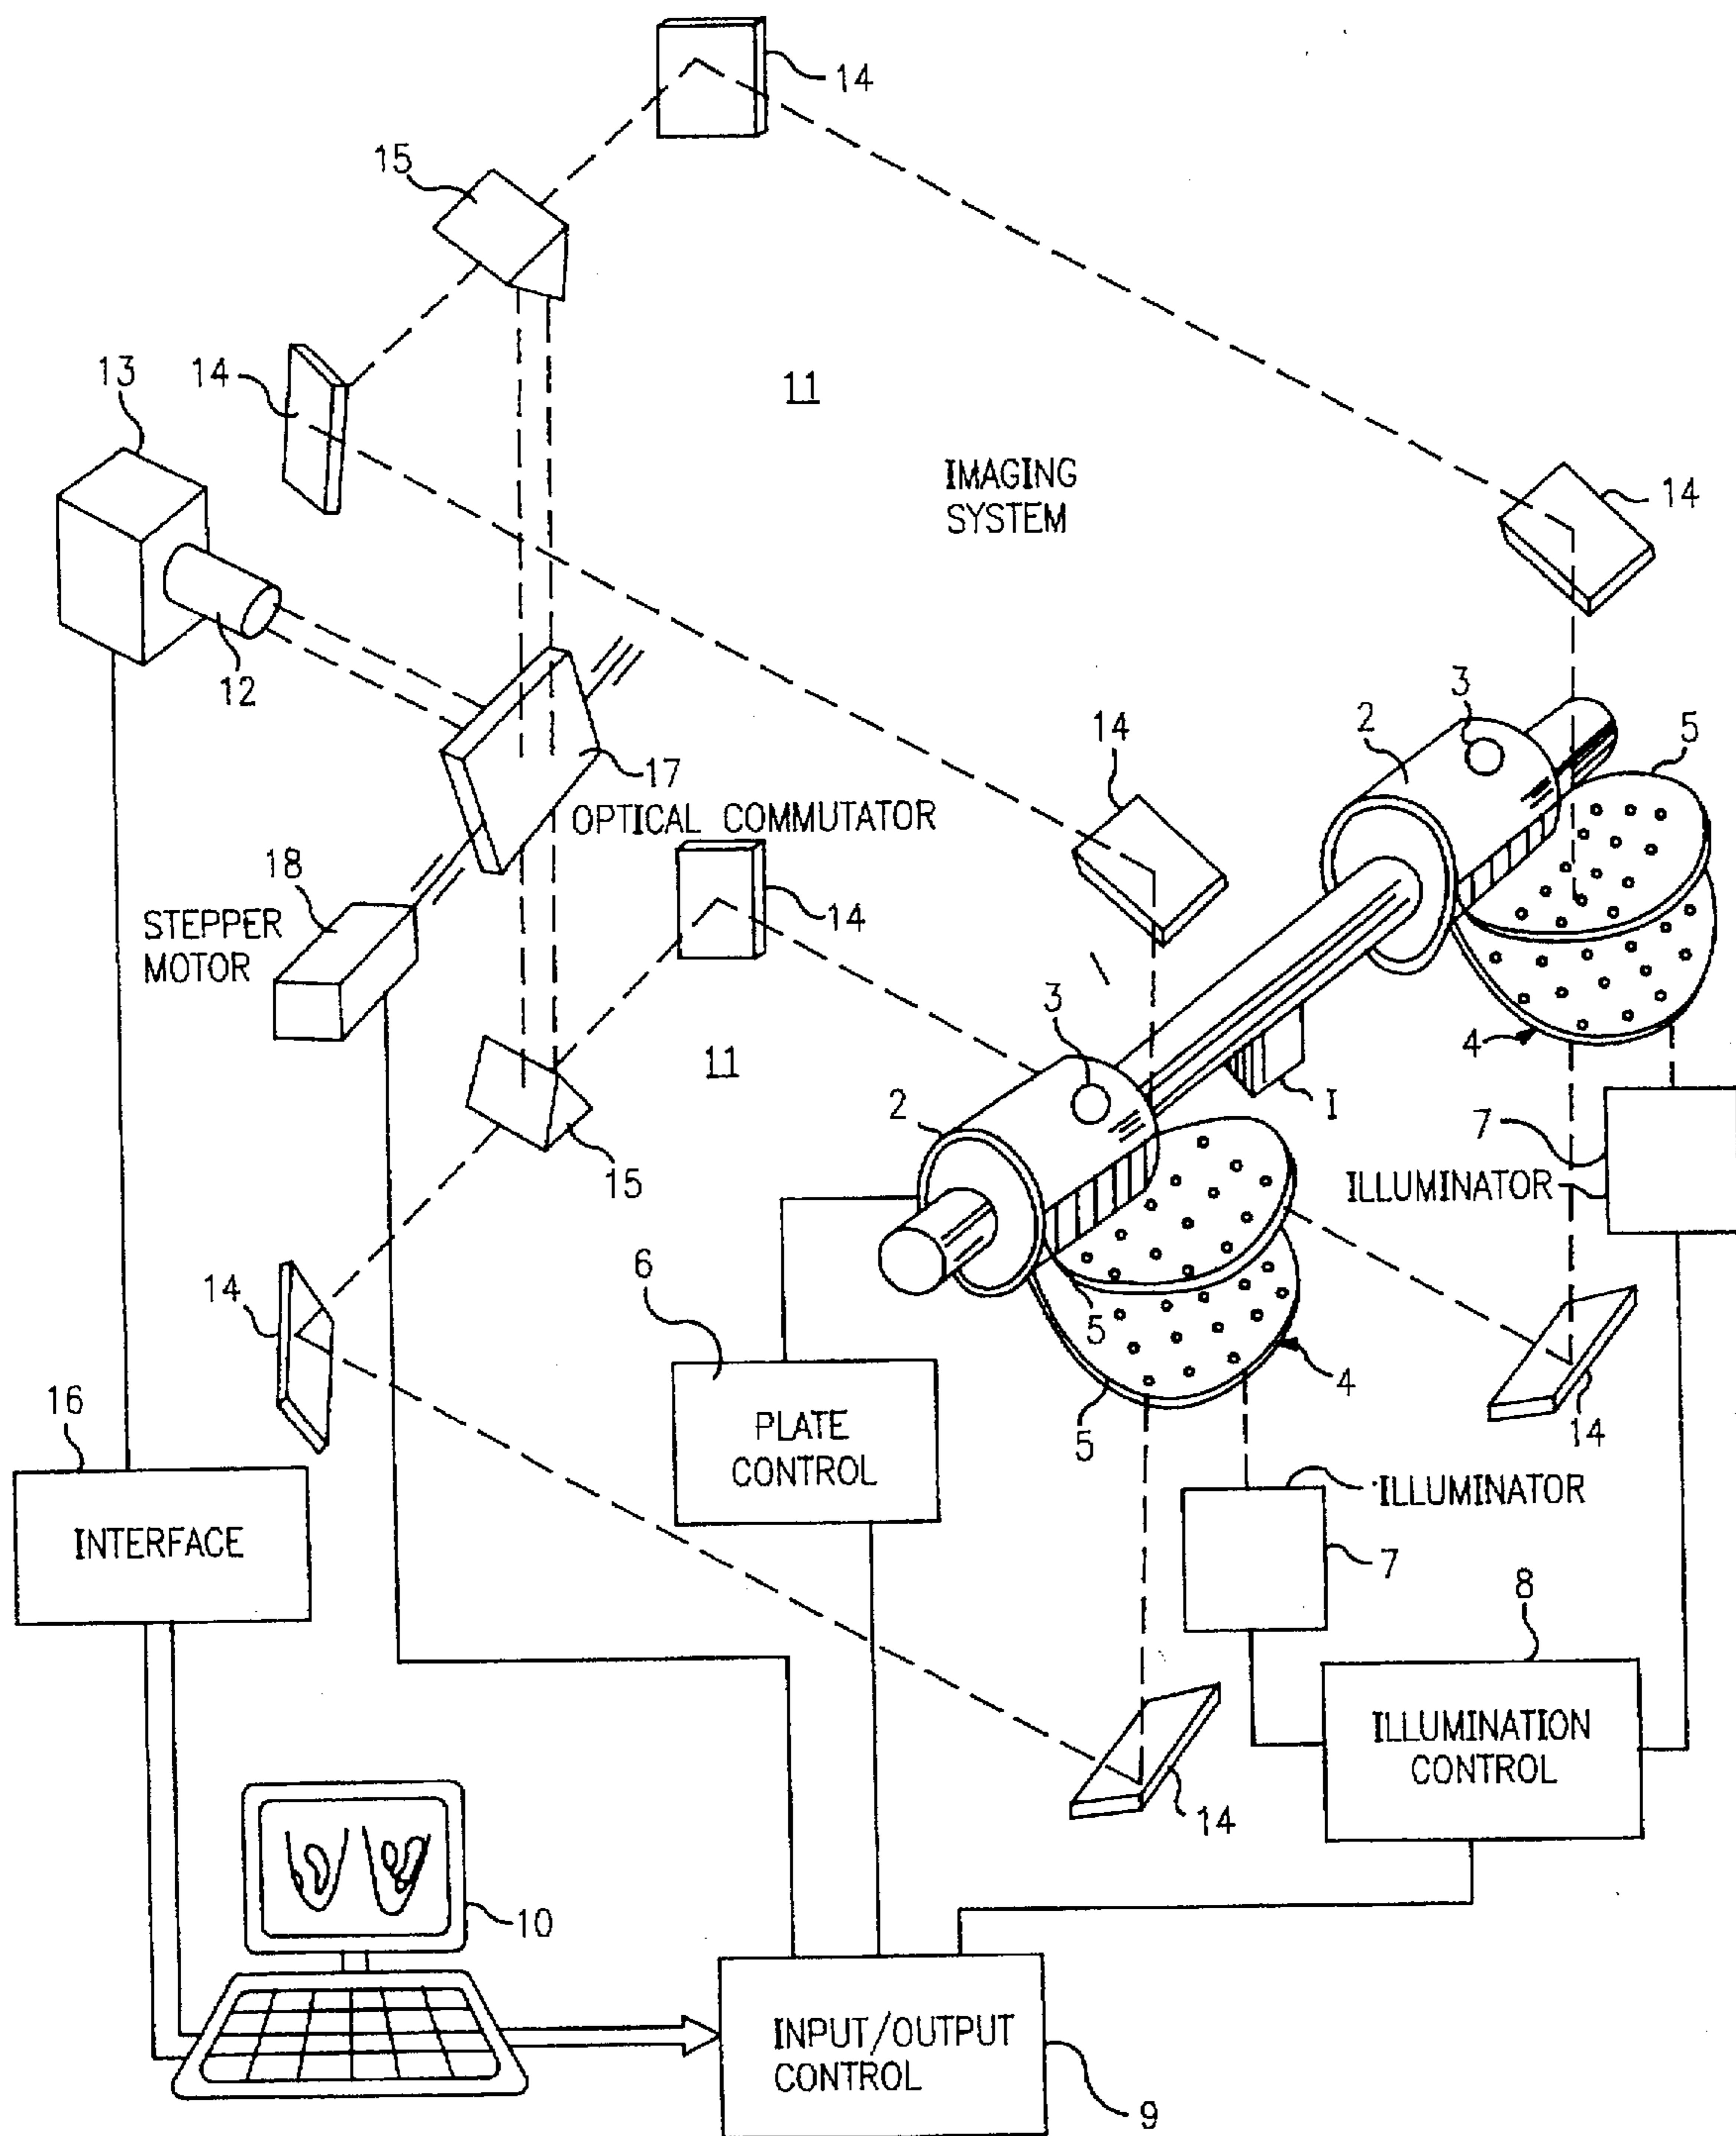 14
15
14
13
11
IMAGING
SYSTEM
14
12
3
2
5
14
17
OPTICAL COMMUTATOR
18
14
STEPPER
MOTOR
3
4
11
1
2
7
15
ILLUMINATOR
14
6
5
4
14
16
5
PLATE
CONTROL
ILLUMINATOR
INTERFACE
7
8
ILLUMINATION
CONTROL
14
10
INPUT/OUTPUT
CONTROL
9